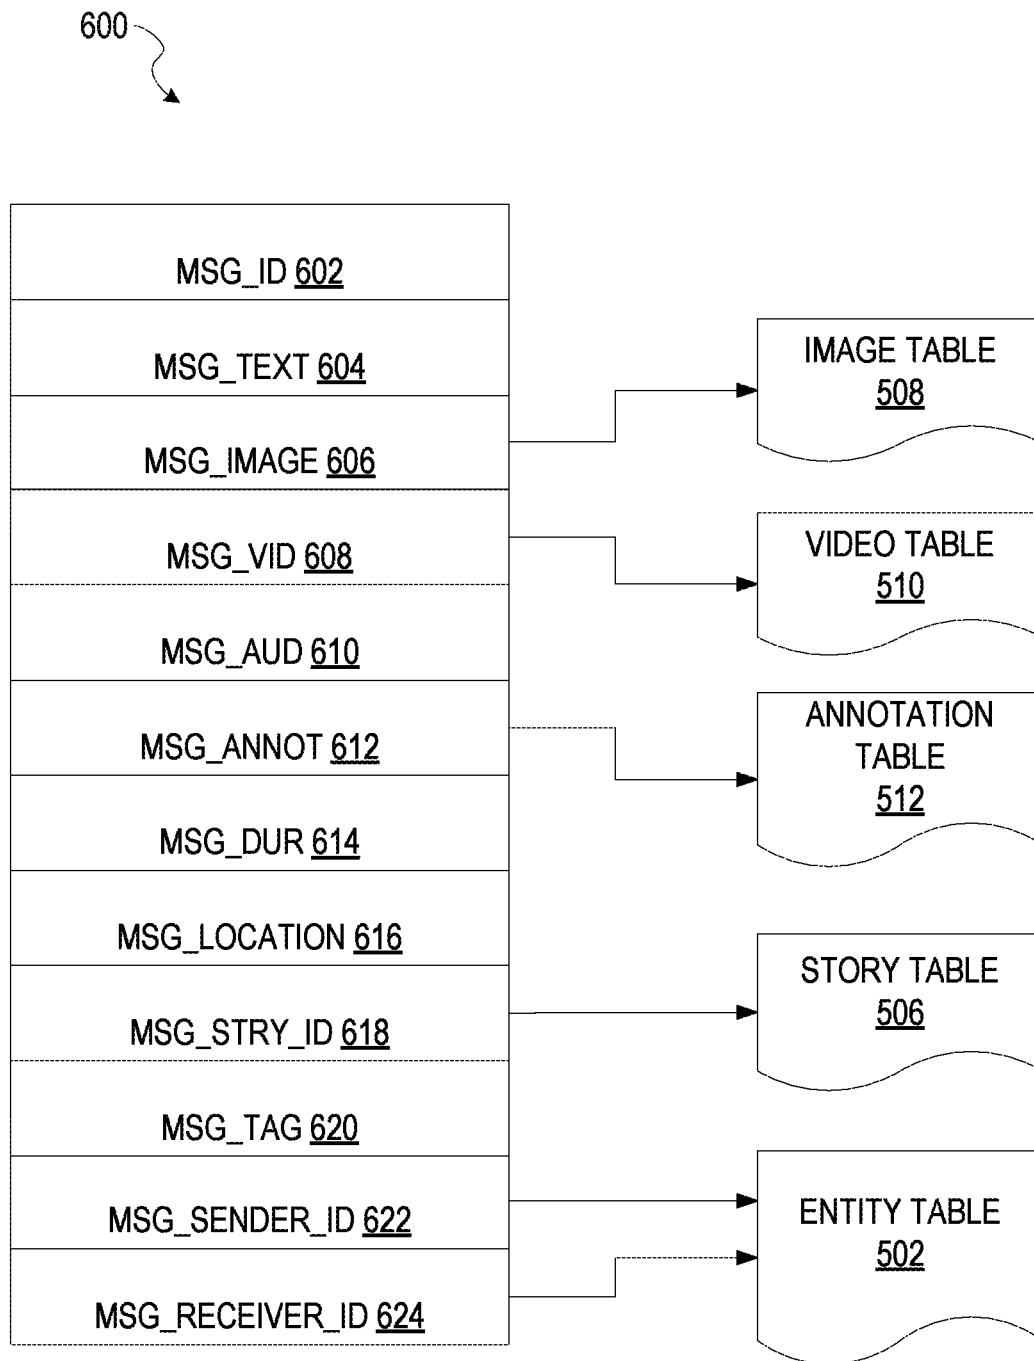 600
MSG_ID 602
MSG_TEXT 604
MSG_IMAGE 606
MSG_VID 608
MSG_AUD 610
MSG_ANNOT 612
MSG_DUR 614
MSG_LOCATION 616
MSG_STRY_ID 618
MSG_TAG 620
MSG_SENDER_ID 622
MSG_RECEIVER_ID 624
IMAGE TABLE
508
VIDEO TABLE
510
ANNOTATION
TABLE
512
STORY TABLE
506
ENTITY TABLE
502